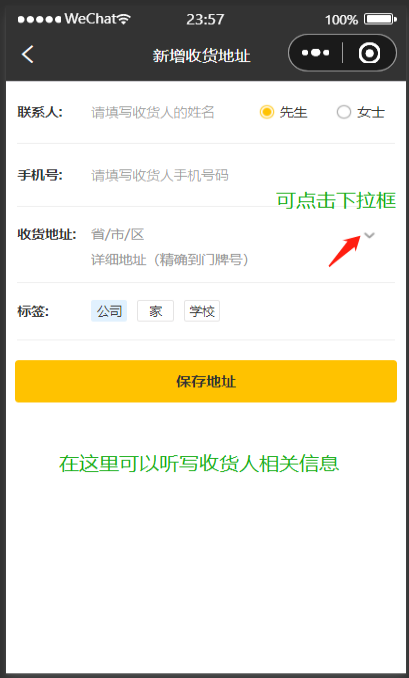 WeChat 23:57 100%
新增收货地址
联系人: 请填写收货人的姓名 先生 女士
手机号: 请填写收货人手机号码
可点击下拉框
收货地址: 省/市/区
详细地址（精确到门牌号）
标签: 公司 家 学校
保存地址
在这里可以听写收货人相关信息